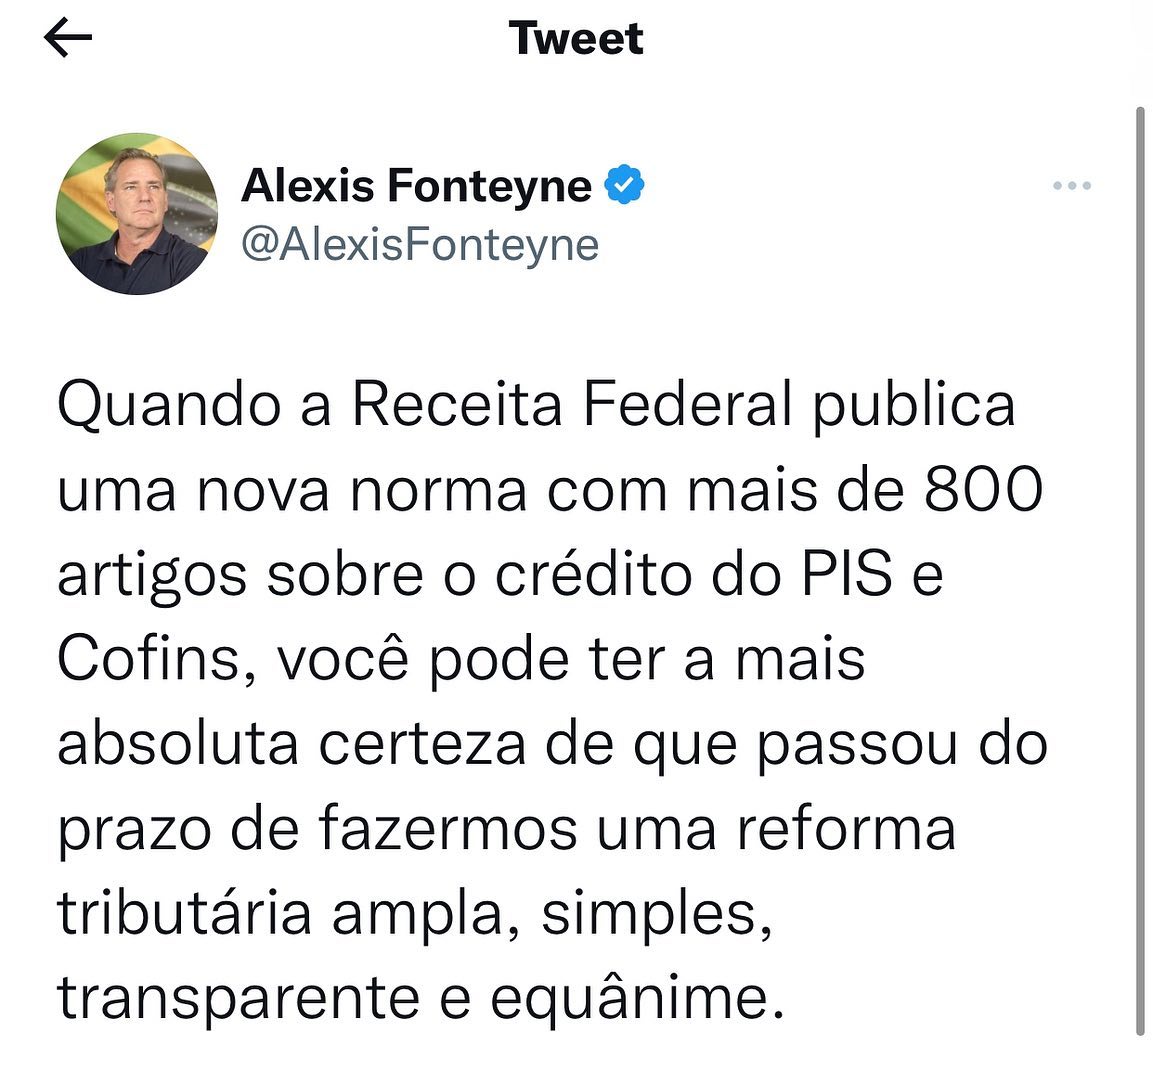 Tweet
Alexis Fonteyne
@AlexisFonteyne
Quando a Receita Federal publica
uma nova norma com mais de 800
artigos sobre o crédito do PIS e
Cofins, você pode ter a mais
absoluta certeza de que passou do
prazo de fazermos uma reforma
tributária ampla, simples,
transparente e equânime.